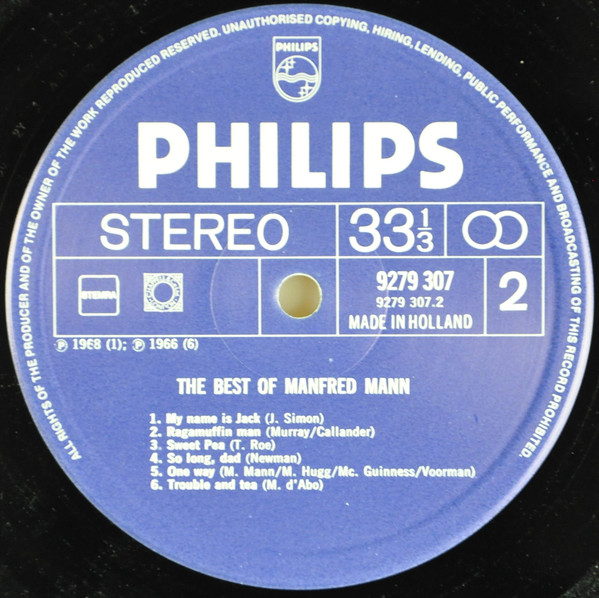 ALL RIGHTS OF THE PRODUCER AND OF THE OWNER OF THE WORK REPRODUCED RESERVED. UNAUTHORISED COPYING, HIRING, LENDING, PUBLIC PERFORMANCE AND BROADCASTING OF THIS RECORD PROHIBITED.
PHILIPS
PHILIPS
STEREO 33 1/3
STEMRA
9279 307
9279 307.2
MADE IN HOLLAND
2
℗ 1968 (1); ℗ 1966 (6)
THE BEST OF MANFRED MANN
1. My name is Jack (J. Simon)
2. Ragamuffin man (Murray/Callander)
3. Sweet Pea (T. Roe)
4. So long, dad (Newman)
5. One way (M. Mann/M. Hugg/Mc. Guinness/Voorman)
6. Trouble and tea (M. d'Abo)